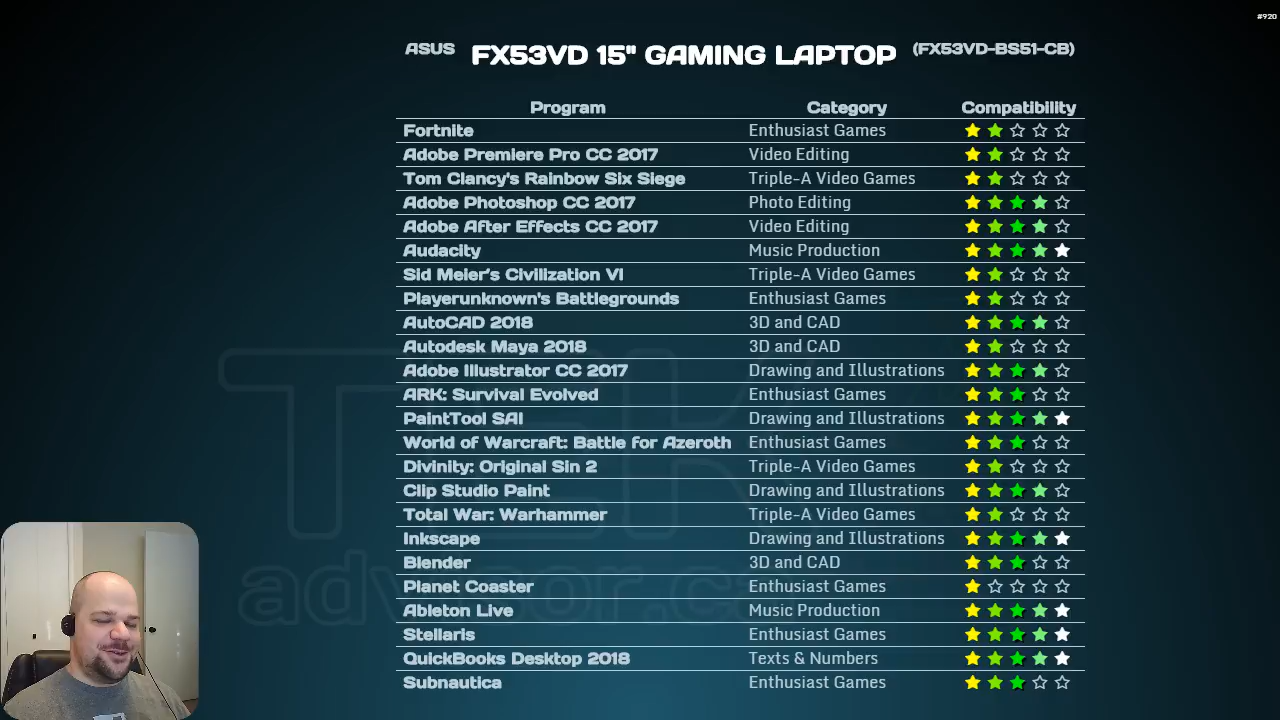 #920
ASUS FX53VD 15" GAMING LAPTOP (FX53VD-BS51-CB)
Program Category Compatibility
Fortnite Enthusiast Games
Adobe Premiere Pro CC 2017 Video Editing
Tom Clancy's Rainbow Six Siege Triple-A Video Games
Adobe Photoshop CC 2017 Photo Editing
Adobe After Effects CC 2017 Video Editing
Audacity Music Production
Sid Meier's Civilization VI Triple-A Video Games
Playerunknown's Battlegrounds Enthusiast Games
AutoCAD 2018 3D and CAD
Autodesk Maya 2018 3D and CAD
Adobe Illustrator CC 2017 Drawing and Illustrations
ARK: Survival Evolved Enthusiast Games
PaintTool SAI Drawing and Illustrations
World of Warcraft: Battle for Azeroth Enthusiast Games
Divinity: Original Sin 2 Triple-A Video Games
Clip Studio Paint Drawing and Illustrations
Total War: Warhammer Triple-A Video Games
Inkscape Drawing and Illustrations
Blender 3D and CAD
Planet Coaster Enthusiast Games
Ableton Live Music Production
Stellaris Enthusiast Games
QuickBooks Desktop 2018 Texts & Numbers
Subnautica Enthusiast Games
TEK
advisor.ca